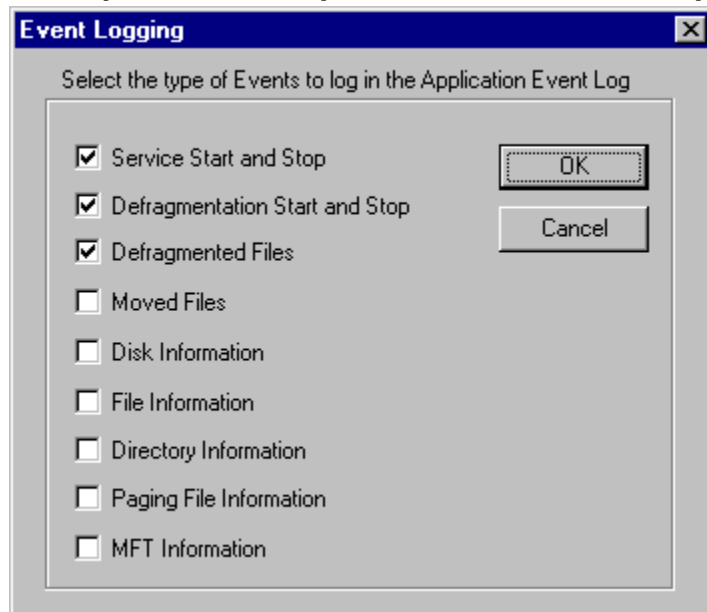 Event Logging
Select the type of Events to log in the Application Event Log
Service Start and Stop
OK
Defragmentation Start and Stop
Cancel
Defragmented Files
Moved Files
Disk Information
File Information
Directory Information
Paging File Information
MFT Information